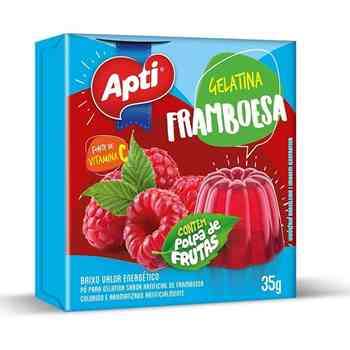 Apti
GELATINA
FRAMBOESA
FONTE DE
VITAMINA C
CONTÉM
POLPA DE
FRUTAS
BAIXO VALOR ENERGÉTICO
PÓ PARA GELATINA SABOR ARTIFICIAL DE FRAMBOESA
COLORIDO E AROMATIZADO ARTIFICIALMENTE
35g